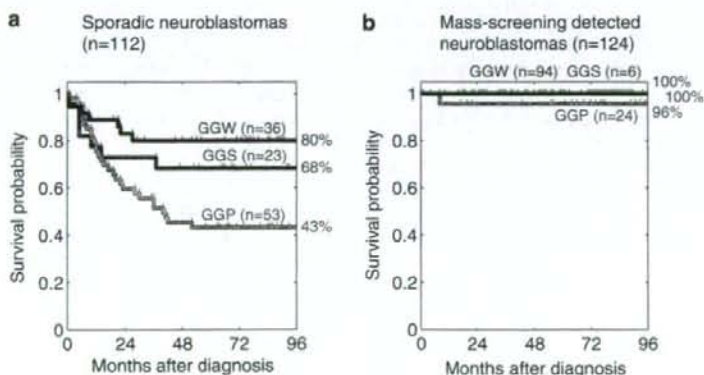 a
Sporadic neuroblastomas
(n=112)
Survival probability
1
0.8
0.6
0.4
0.2
0
GGW (n=36)
80%
GGS (n=23)
68%
GGP (n=53)
43%
0 24 48 72 96
Months after diagnosis
b
Mass-screening detected
neuroblastomas (n=124)
Survival probability
1
0.8
0.6
0.4
0.2
0
GGW (n=94) GGS (n=6)
100%
100%
GGP (n=24)
96%
0 24 48 72 96
Months after diagnosis